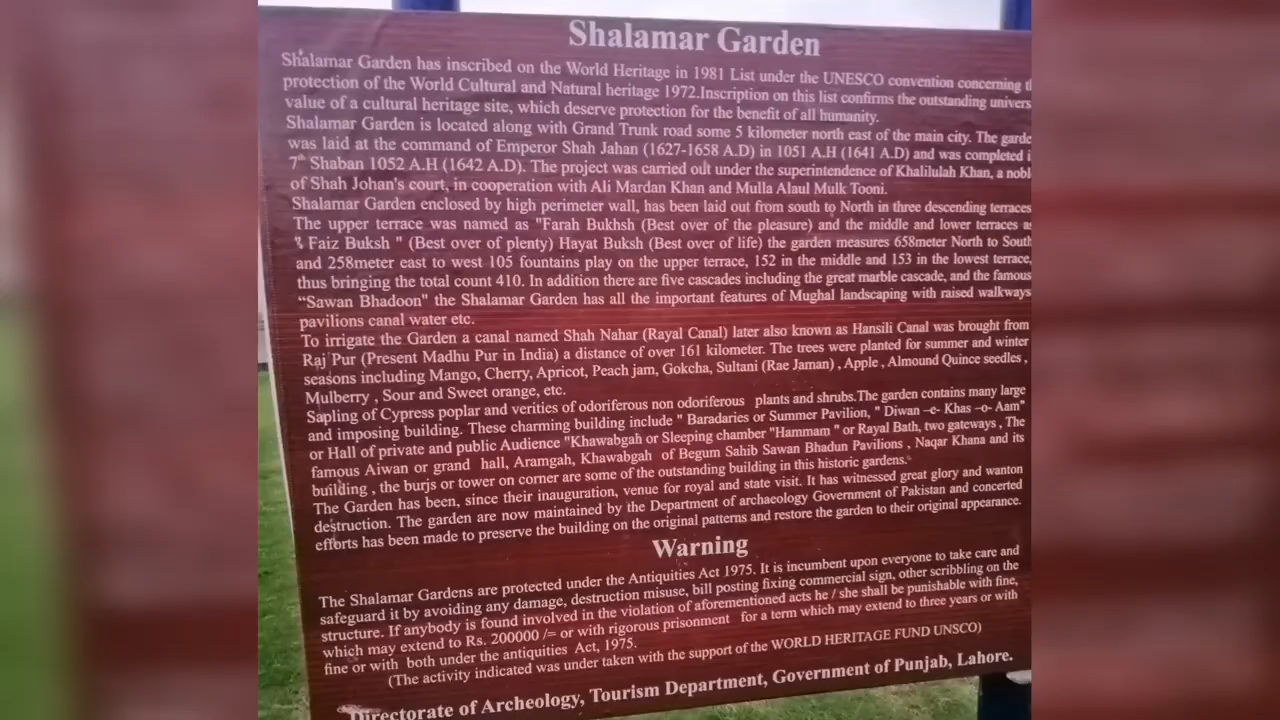 Shalamar Garden
Shalamar Garden has inscribed on the World Heritage in 1981 List under the UNESCO convention concerning
protection of the World Cultural and Natural heritage 1972.Inscription on this list confirms the outstanding univers
value of a cultural heritage site, which deserve protection for the benefit of all humanity.
Shalamar Garden is located along with Grand Trunk road some 5 kilometer north east of the main city. The garde
was laid at the command of Emperor Shah Jahan (1627-1658 A.D) in 1051 A.H (1641 A.D) and was completed i
7th Shaban 1052 A.H (1642 A.D). The project was carried out under the superintendence of Khalilulah Khan, a nobl
of Shah Johan's court, in cooperation with Ali Mardan Khan and Mulla Alaul Mulk Tooni.
Shalamar Garden enclosed by high perimeter wall, has been laid out from south to North in three descending terraces
The upper terrace was named as "Farah Bukhsh (Best over of the pleasure) and the middle and lower terraces as
" Faiz Buksh " (Best over of plenty) Hayat Buksh (Best over of life) the garden measures 658meter North to South
and 258meter east to west 105 fountains play on the upper terrace, 152 in the middle and 153 in the lowest terrace,
thus bringing the total count 410. In addition there are five cascades including the great marble cascade, and the famous
"Sawan Bhadoon" the Shalamar Garden has all the important features of Mughal landscaping with raised walkways
pavilions canal water etc.
To irrigate the Garden a canal named Shah Nahar (Rayal Canal) later also known as Hansili Canal was brought from
Raj Pur (Present Madhu Pur in India) a distance of over 161 kilometer. The trees were planted for summer and winter
seasons including Mango, Cherry, Apricot, Peach jam, Gokcha, Sultani (Rae Jaman) , Apple , Almound Quince seedles ,
Mulberry , Sour and Sweet orange, etc.
Sapling of Cypress poplar and verities of odoriferous non odoriferous plants and shrubs.The garden contains many large
and imposing building. These charming building include " Baradaries or Summer Pavilion, " Diwan –e- Khas –o- Aam"
or Hall of private and public Audience "Khawabgah or Sleeping chamber "Hammam " or Rayal Bath, two gateways , The
famous Aiwan or grand hall, Aramgah, Khawabgah of Begum Sahib Sawan Bhadun Pavilions , Naqar Khana and its
building , the burjs or tower on corner are some of the outstanding building in this historic gardens.
The Garden has been, since their inauguration, venue for royal and state visit. It has witnessed great glory and wanton
destruction. The garden are now maintained by the Department of archaeology Government of Pakistan and concerted
efforts has been made to preserve the building on the original patterns and restore the garden to their original appearance.
Warning
The Shalamar Gardens are protected under the Antiquities Act 1975. It is incumbent upon everyone to take care and
safeguard it by avoiding any damage, destruction misuse, bill posting fixing commercial sign, other scribbling on the
structure. If anybody is found involved in the violation of aforementioned acts he / she shall be punishable with fine,
which may extend to Rs. 200000 /= or with rigorous prisonment for a term which may extend to three years or with
fine or with both under the antiquities Act, 1975.
(The activity indicated was under taken with the support of the WORLD HERITAGE FUND UNSCO)
Directorate of Archeology, Tourism Department, Government of Punjab, Lahore.